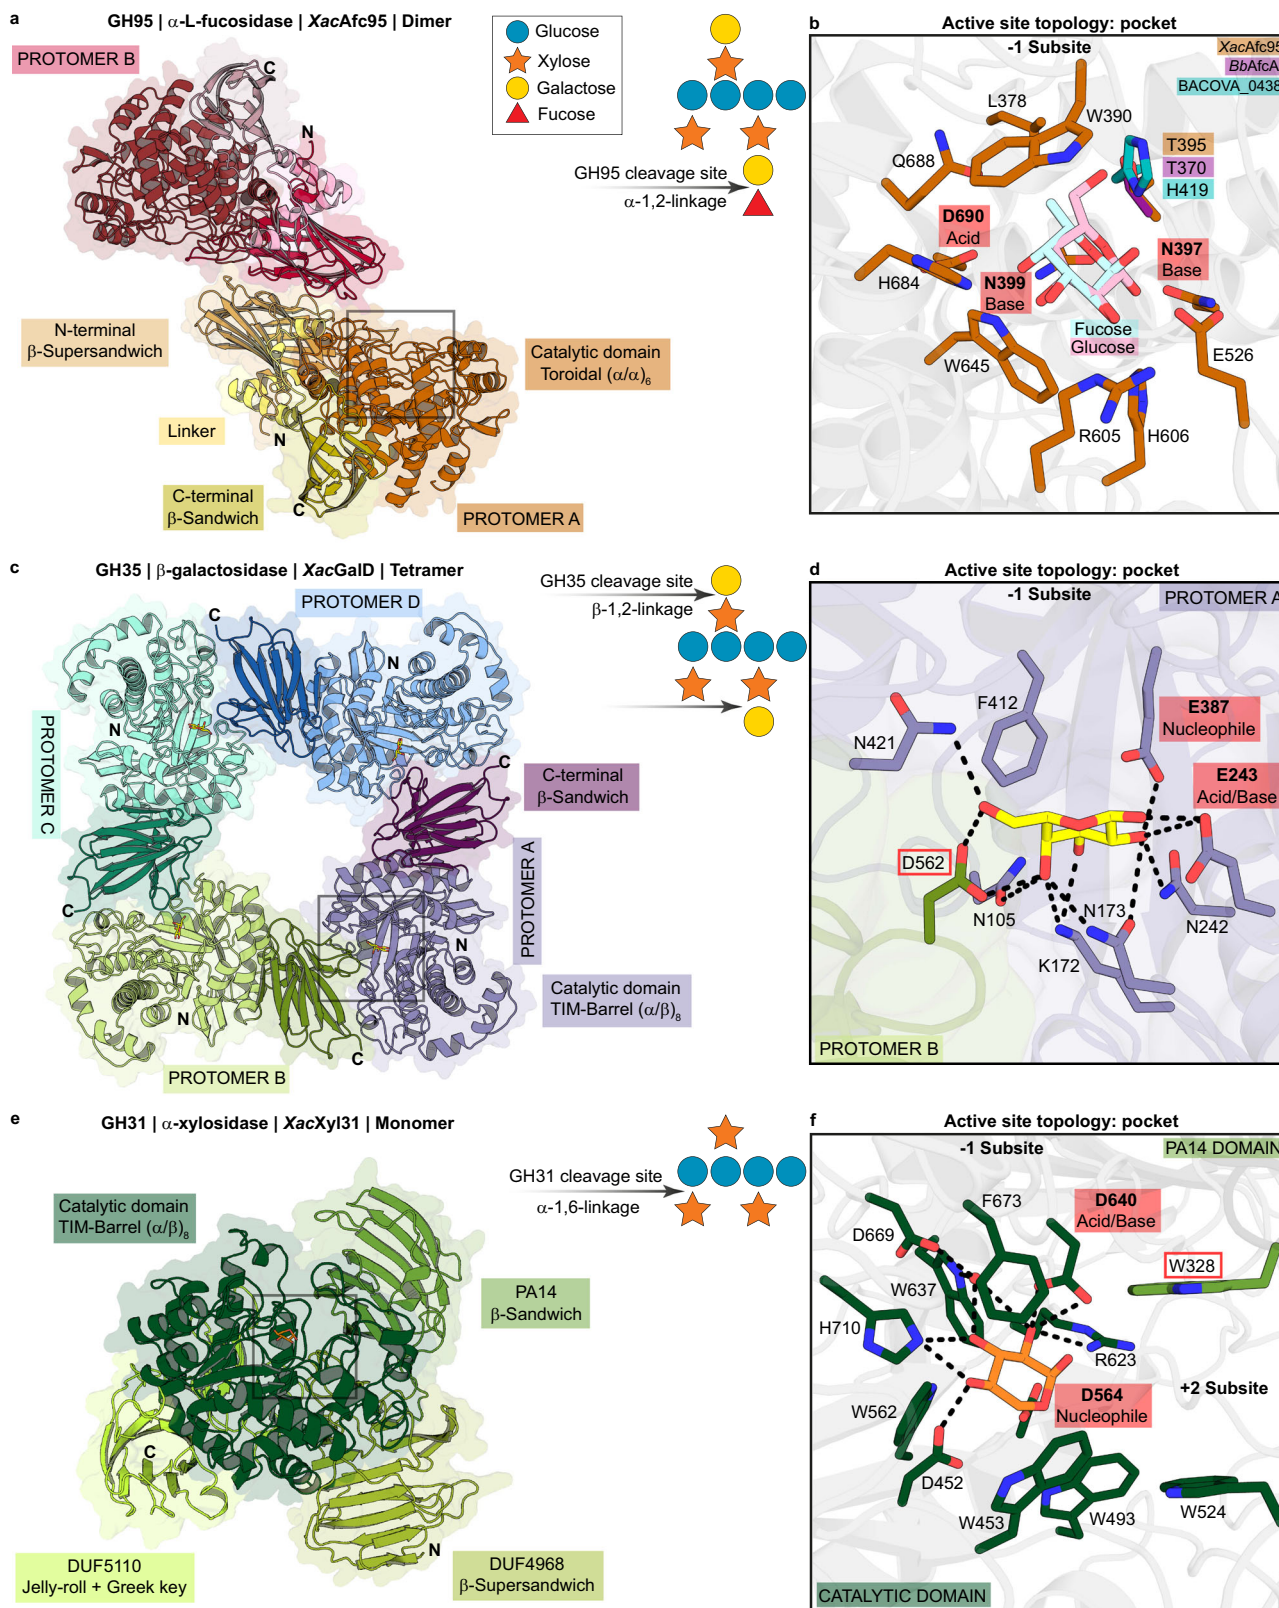 a
GH95 | α-L-fucosidase | XacAfc95 | Dimer
PROTOMER B
C
N
Glucose
Xylose
Galactose
Fucose
GH95 cleavage site
α-1,2-linkage
N-terminal
β-Supersandwich
Catalytic domain
Toroidal (α/α)6
Linker
N
C-terminal
β-Sandwich
C
PROTOMER A
b
Active site topology: pocket
-1 Subsite
XacAfc95
BbAfcA
BACOVA_0438
L378
W390
Q688
T395
T370
H419
D690
Acid
N397
Base
H684
N399
Base
Fucose
Glucose
W645
E526
R605
H606
c
GH35 | β-galactosidase | XacGalD | Tetramer
PROTOMER D
C
N
N
PROTOMER C
C
C
C-terminal
β-Sandwich
PROTOMER A
N
Catalytic domain
TIM-Barrel (α/β)8
N
C
PROTOMER B
GH35 cleavage site
β-1,2-linkage
d
Active site topology: pocket
-1 Subsite
PROTOMER A
F412
N421
E387
Nucleophile
E243
Acid/Base
D562
N105
N173
N242
K172
PROTOMER B
e
GH31 | α-xylosidase | XacXyl31 | Monomer
Catalytic domain
TIM-Barrel (α/β)8
PA14
β-Sandwich
C
N
DUF5110
Jelly-roll + Greek key
DUF4968
β-Supersandwich
GH31 cleavage site
α-1,6-linkage
f
Active site topology: pocket
-1 Subsite
PA14 DOMAIN
F673
D640
Acid/Base
D669
W328
W637
H710
R623
+2 Subsite
D564
Nucleophile
W562
D452
W453
W493
W524
CATALYTIC DOMAIN